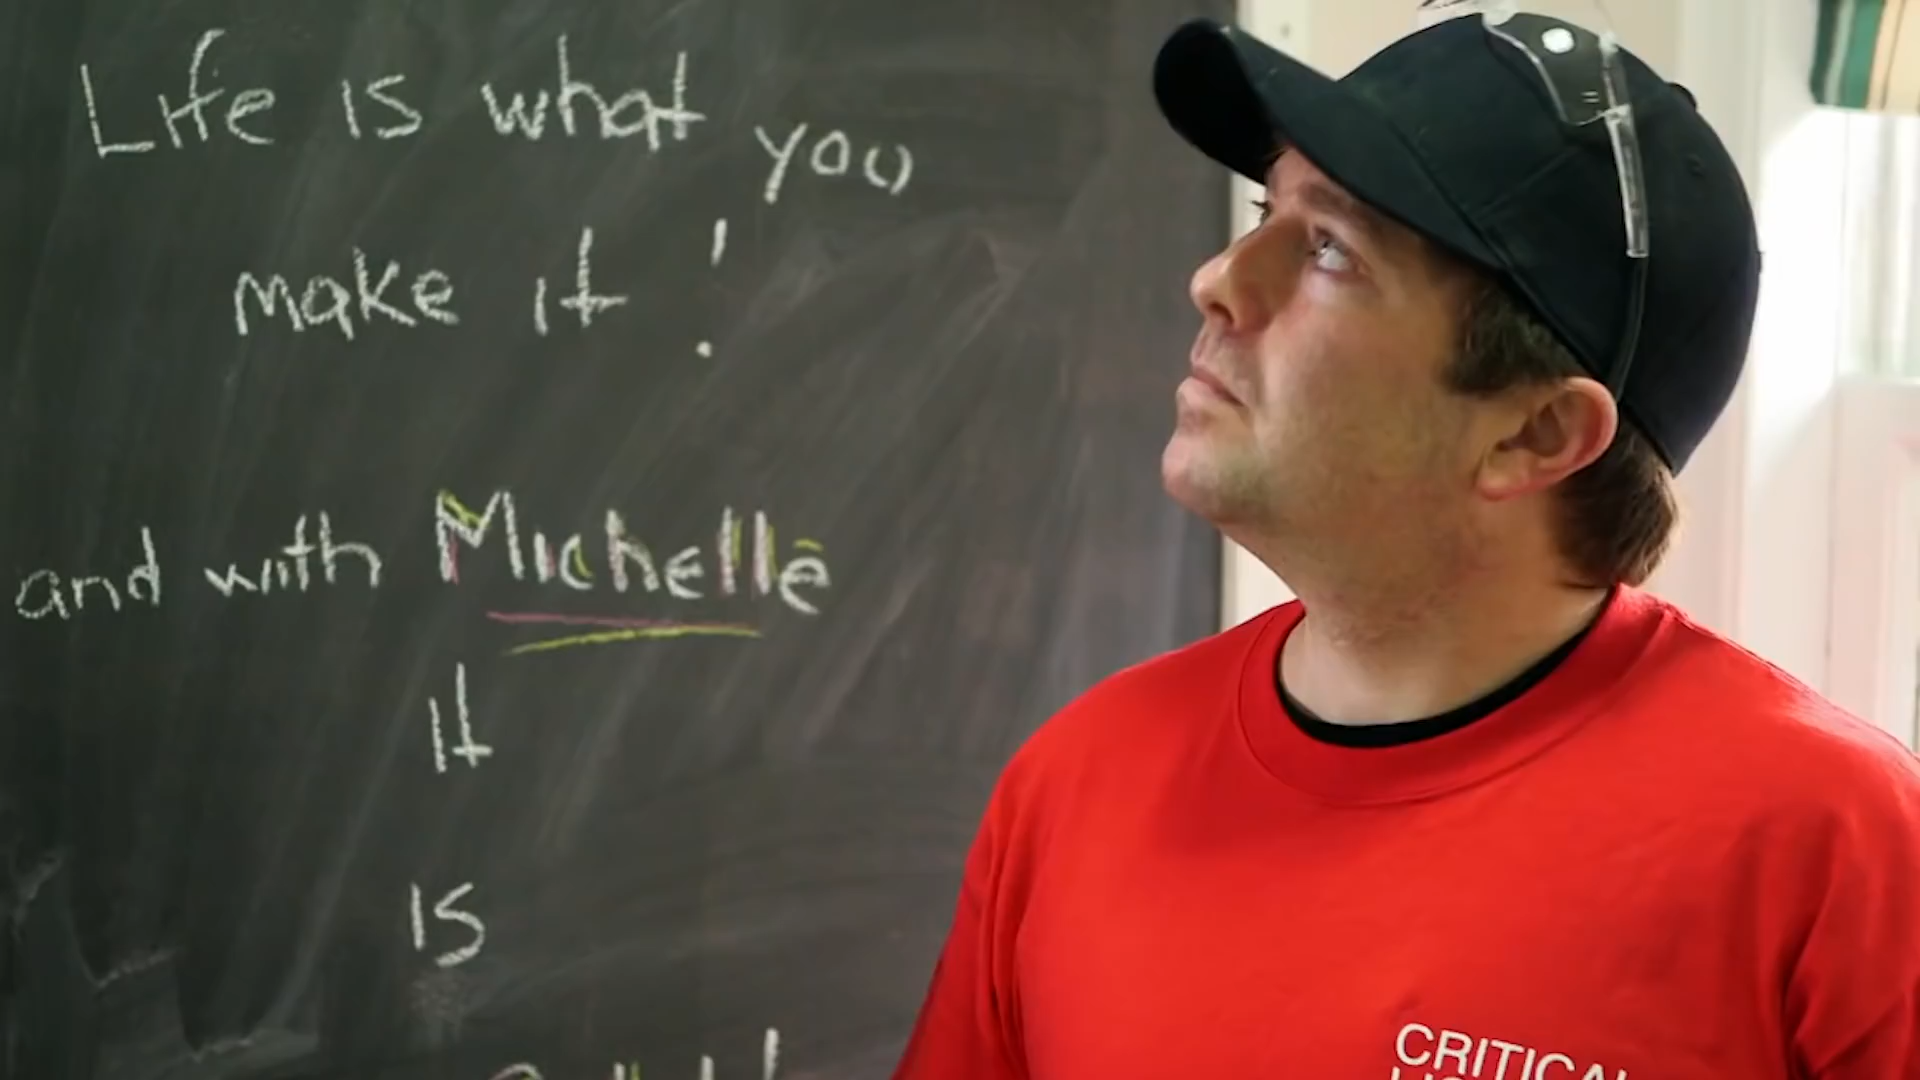 Life is what you
make it!
and with Michelle
It
is
CRITICAL